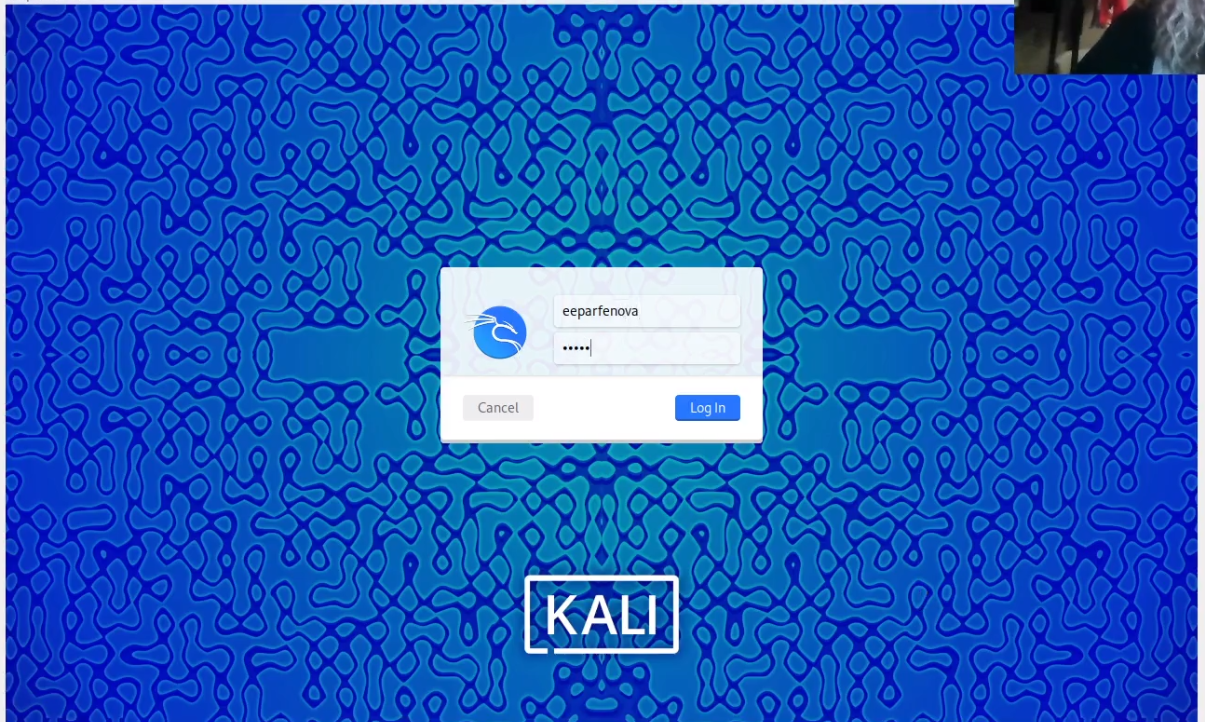 eeparfenova
•••••
Cancel
Log In
KALI